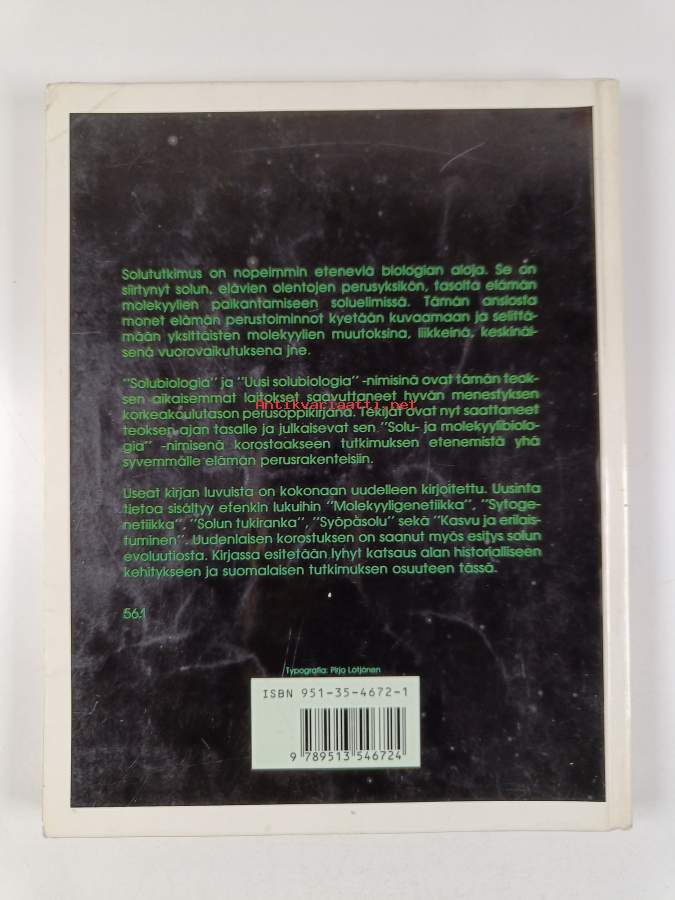 Solututkimus on nopeimmin eteneviä biologian aloja. Se on
siirtynyt solun, elävien olentojen perusyksikön, tasolta elämän
molekyylien paikantamiseen soluelimissä. Tämän ansiosta
monet elämän perustoiminnot kyetään kuvaamaan ja selittä-
mään yksittäisten molekyylien muutoksina, liikkeinä, keskinäi-
senä vuorovaikutuksena jne.
"Solubiologia" ja "Uusi solubiologia" -nimisinä ovat tämän teok-
sen aikaisemmat laitokset saavuttaneet hyvän menestyksen
Antikvariaatti.net
korkeakoulutason perusoppikirjana. Tekijät ovat nyt saattaneet
teoksen ajan tasalle ja julkaisevat sen "Solu- ja molekyylibiolo-
gia" -nimisenä korostaakseen tutkimuksen etenemistä yhä
syvemmälle elämän perusrakenteisiin.
Useat kirjan luvuista on kokonaan uudelleen kirjoitettu. Uusinta
tietoa sisältyy etenkin lukuihin "Molekyyligenetiikka", "Sytoge-
netiikka", "Solun tukiranka", "Syöpäsolu" sekä "Kasvu ja erilais-
tuminen". Uudenlaisen korostuksen on saanut myös esitys solun
evoluutiosta. Kirjassa esitetään lyhyt katsaus alan historialliseen
kehitykseen ja suomalaisen tutkimuksen osuuteen tässä.
56.1
Typografia: Pirjo Lötjönen
ISBN 951-35-4672-1
9 789513 546724